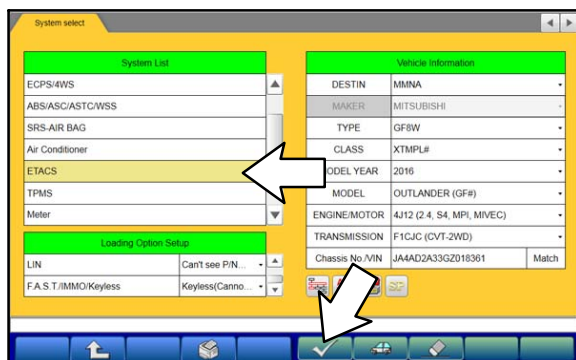 System select
System List
ECPS/4WS
ABS/ASC/ASTC/WSS
SRS-AIR BAG
Air Conditioner
ETACS
TPMS
Meter
Loading Option Setup
LIN Can't see P/N...
F.A.S.T/IMMO/Keyless Keyless(Canno...
Vehicle Information
DESTIN MMNA
MAKER MITSUBISHI
TYPE GF8W
CLASS XTMPL#
ODEL YEAR 2016
MODEL OUTLANDER (GF#)
ENGINE/MOTOR 4J12 (2.4, S4, MPI, MIVEC)
TRANSMISSION F1CJC (CVT-2WD)
Chassis No./VIN JA4AD2A33GZ018361 Match
SP